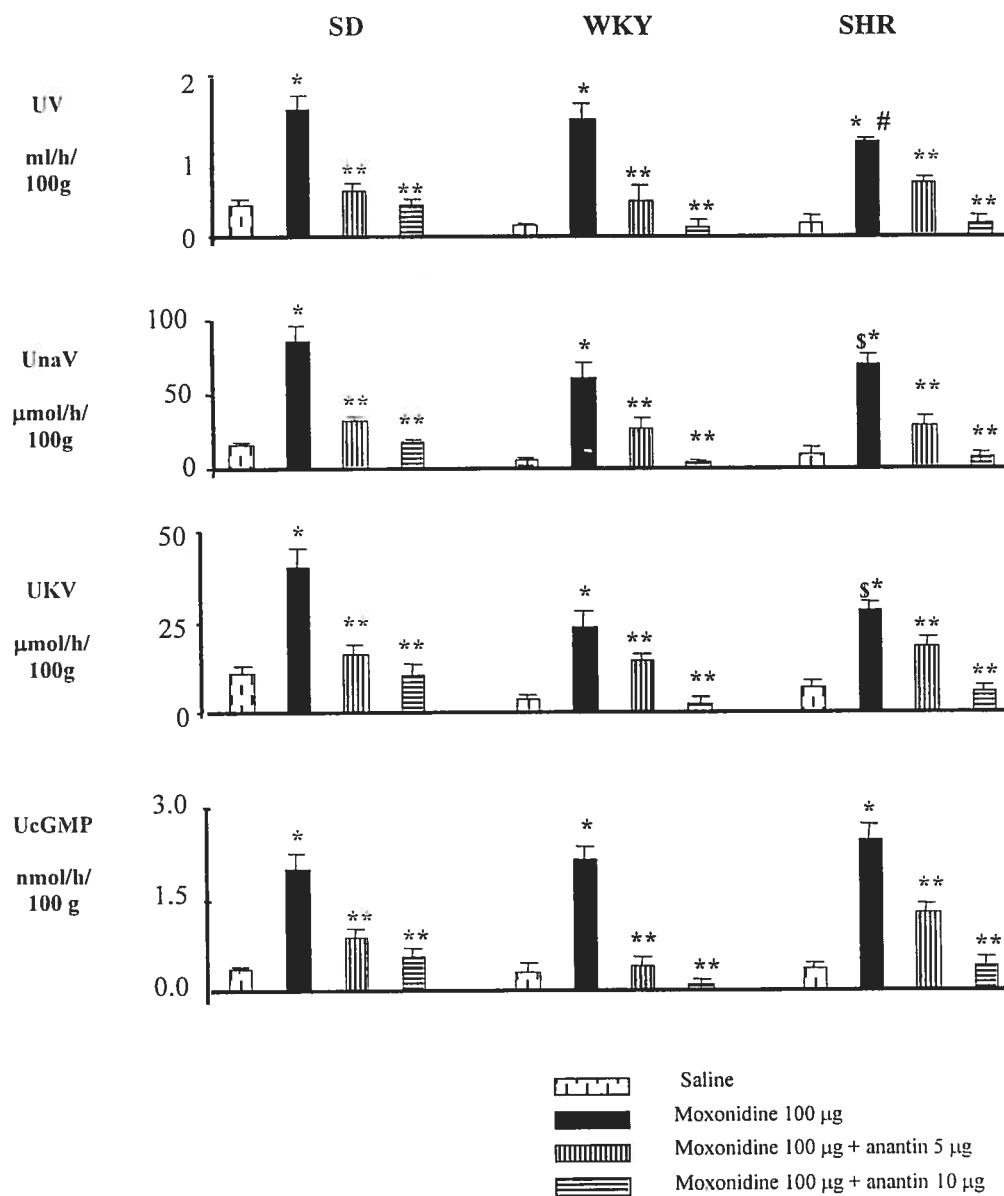 SD WKY SHR
UV
ml/h/
100g
2
1
0
* * * #
** ** ** ** ** **
UnaV
µmol/h/
100g
100
50
0
* * $*
** ** ** ** ** **
UKV
µmol/h/
100g
50
25
0
* * $*
** ** ** ** ** **
UcGMP
nmol/h/
100 g
3.0
1.5
0.0
* * *
** ** ** ** ** **
Saline
Moxonidine 100 µg
Moxonidine 100 µg + anantin 5 µg
Moxonidine 100 µg + anantin 10 µg